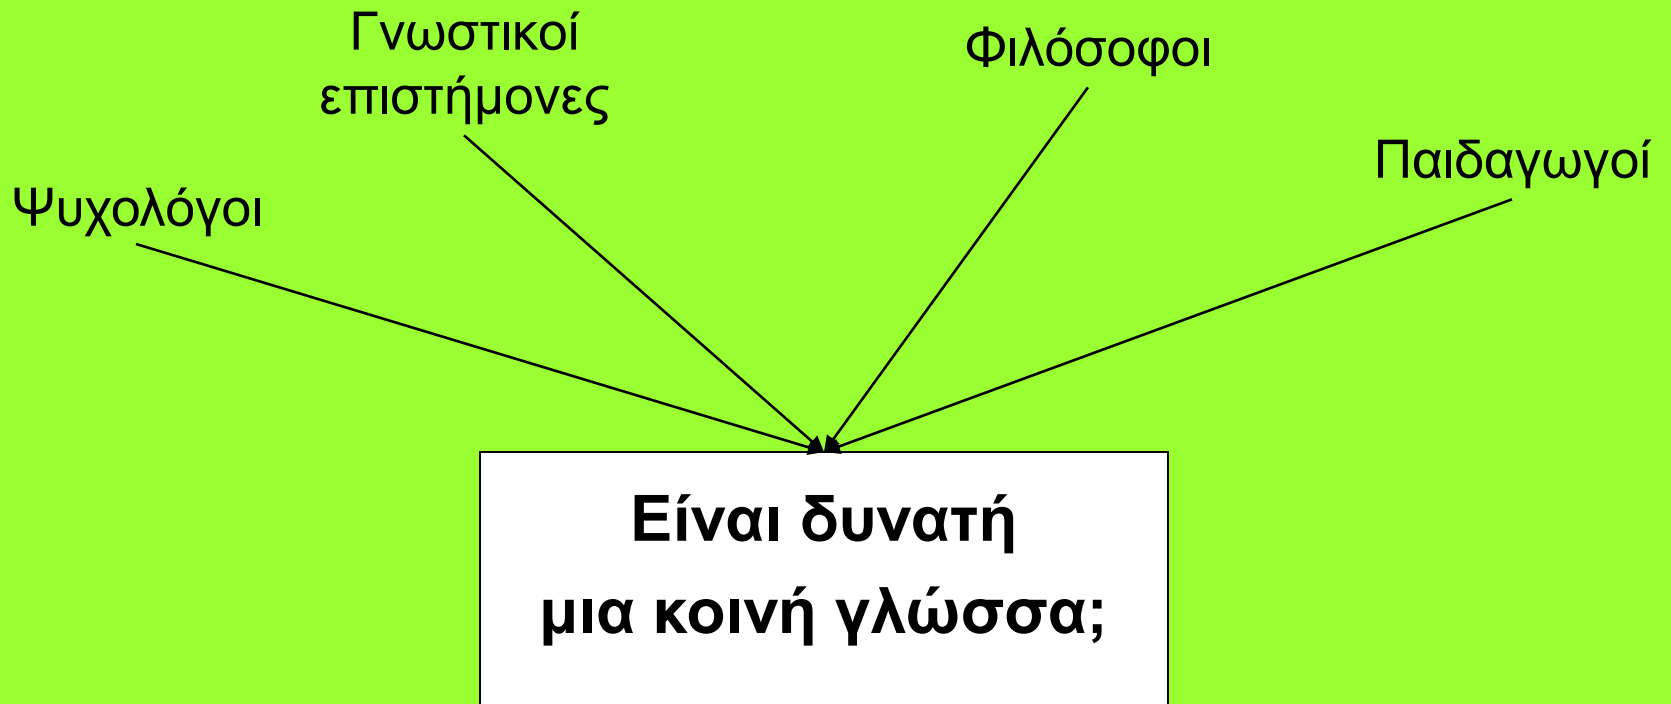 Γνωστικοί
επιστήμονες
Φιλόσοφοι
Παιδαγωγοί
Ψυχολόγοι
Είναι δυνατή
μια κοινή γλώσσα;